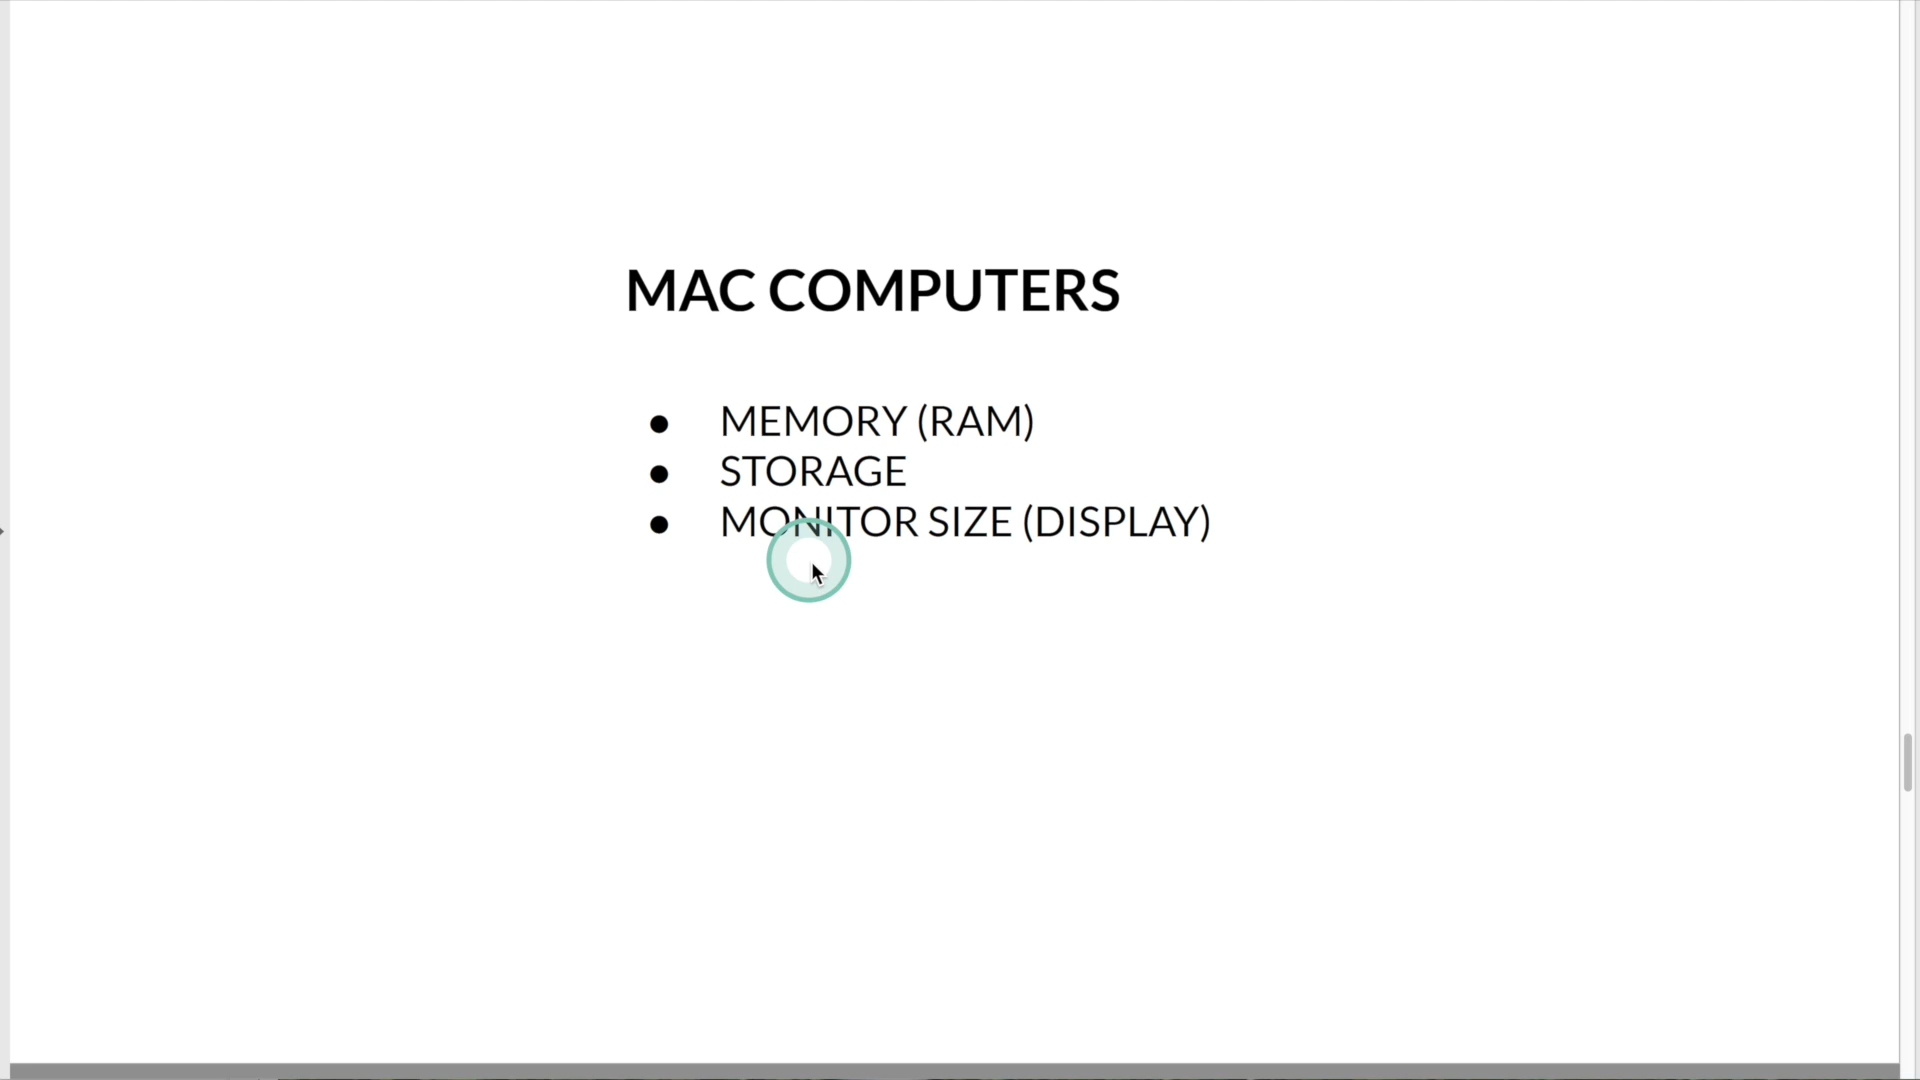 MAC COMPUTERS
● MEMORY (RAM)
● STORAGE
● MONITOR SIZE (DISPLAY)